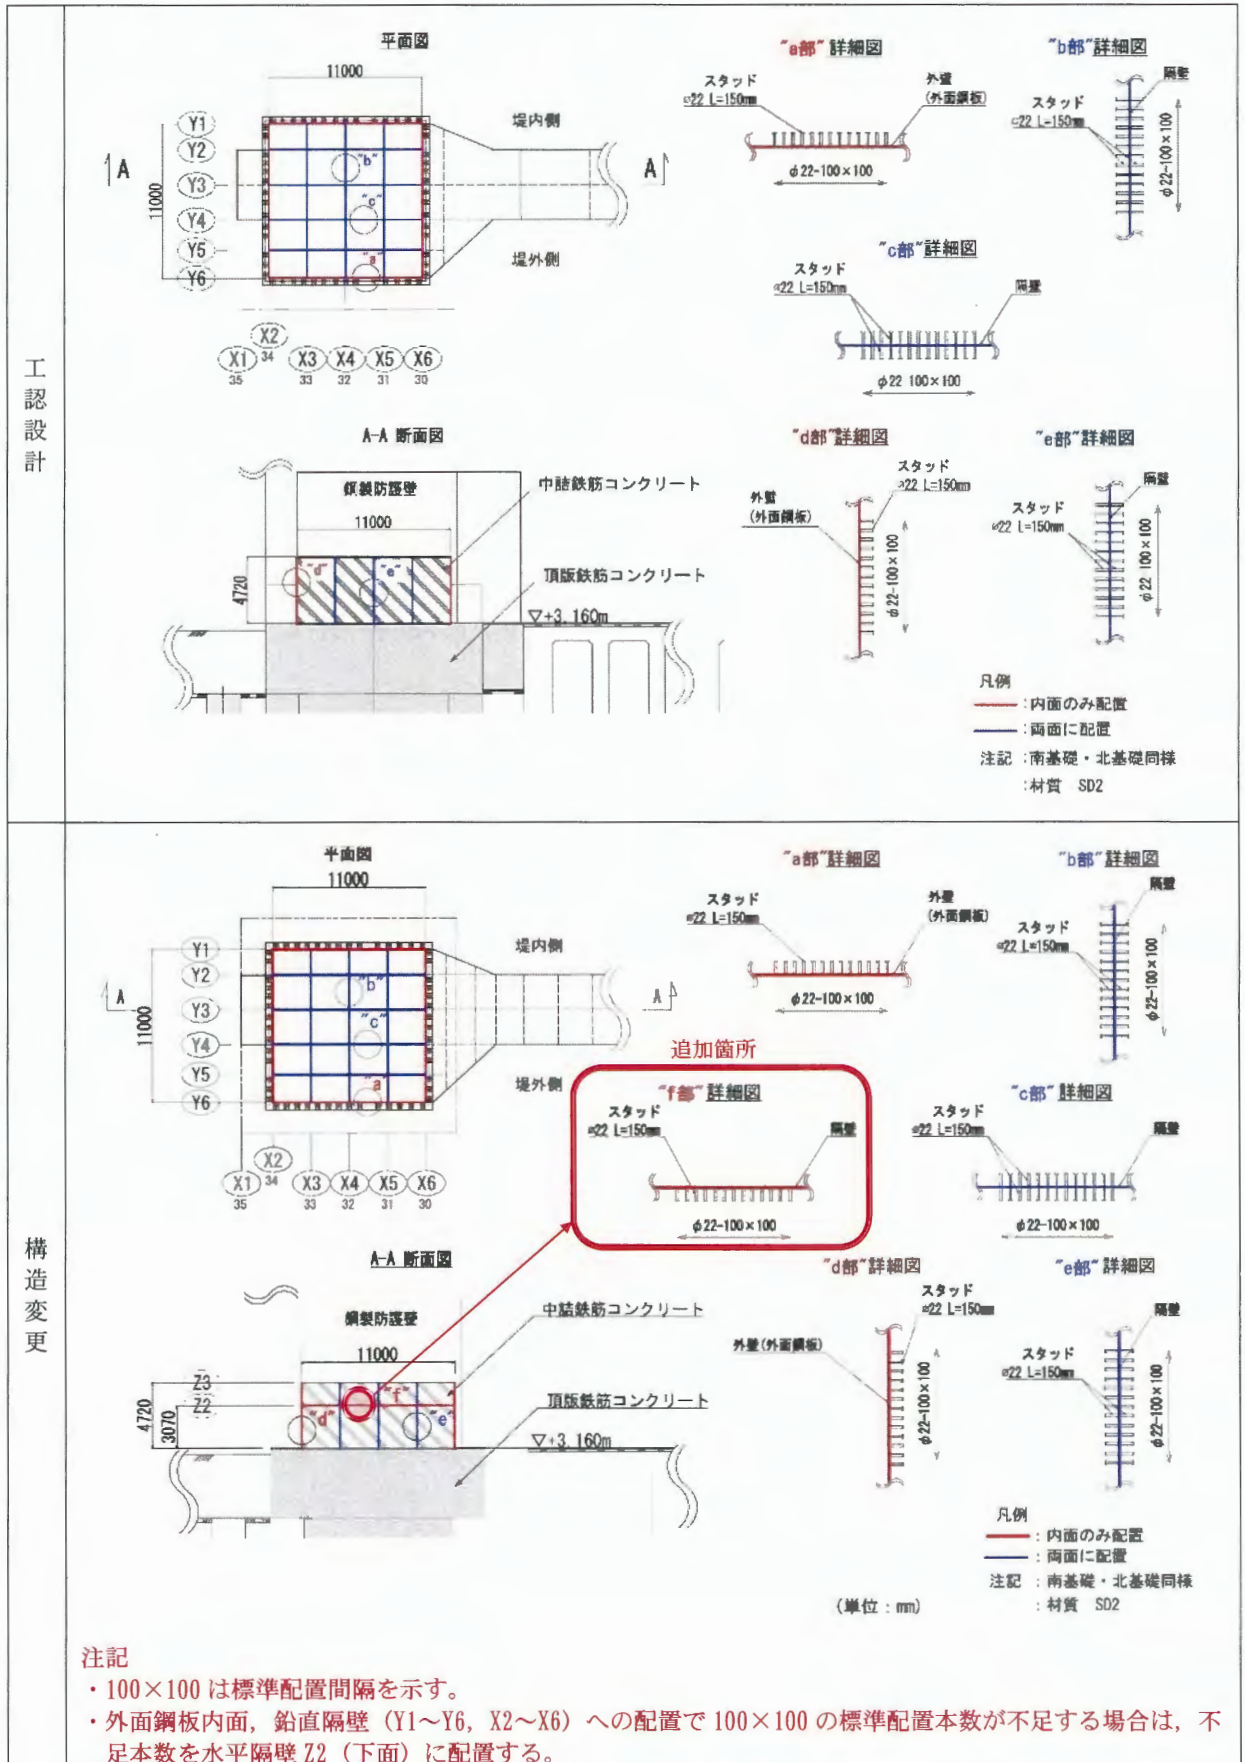 工認設計
平面図
11000
Y1
Y2
Y3
Y4
Y5
Y6
11000
A
A
堤内側
堤外側
"b"
"c"
"a"
X1
35
X2
34
X3
33
X4
32
X5
31
X6
30
"a部"詳細図
スタッド
⌀22 L=150mm
外壁
(外面鋼板)
φ22-100×100
"b部"詳細図
隔壁
スタッド
⌀22 L=150mm
φ22-100×100
"c部"詳細図
スタッド
⌀22 L=150mm
隔壁
φ22 100×100
A-A 断面図
鋼製防護壁
11000
中詰鉄筋コンクリート
"d"
"e"
4720
頂版鉄筋コンクリート
▽+3.160m
"d部"詳細図
スタッド
⌀22 L=150mm
外壁
(外面鋼板)
φ22-100×100
"e部"詳細図
隔壁
スタッド
⌀22 L=150mm
φ22 100×100
凡例
:内面のみ配置
:両面に配置
注記 :南基礎・北基礎同様
:材質 SD2
構造変更
平面図
11000
Y1
Y2
Y3
Y4
Y5
Y6
11000
A
A
堤内側
堤外側
"b"
"c"
"a"
X1
35
X2
34
X3
33
X4
32
X5
31
X6
30
"a部"詳細図
スタッド
⌀22 L=150mm
外壁
(外面鋼板)
φ22-100×100
"b部"詳細図
隔壁
スタッド
⌀22 L=150mm
φ22-100×100
追加箇所
"f部"詳細図
スタッド
⌀22 L=150mm
隔壁
φ22-100×100
"c部"詳細図
スタッド
⌀22 L=150mm
隔壁
φ22-100×100
A-A 断面図
鋼製防護壁
11000
中詰鉄筋コンクリート
Z3
Z2
4720
3070
"d"
"f"
"e"
頂版鉄筋コンクリート
▽+3.160m
"d部"詳細図
スタッド
⌀22 L=150mm
外壁(外面鋼板)
φ22-100×100
"e部"詳細図
隔壁
スタッド
⌀22 L=150mm
φ22-100×100
凡例
:内面のみ配置
:両面に配置
注記 :南基礎・北基礎同様
:材質 SD2
(単位:mm)
注記
・100×100は標準配置間隔を示す。
・外面鋼板内面,鉛直隔壁(Y1～Y6,X2～X6)への配置で100×100の標準配置本数が不足する場合は,不
足本数を水平隔壁Z2(下面)に配置する。